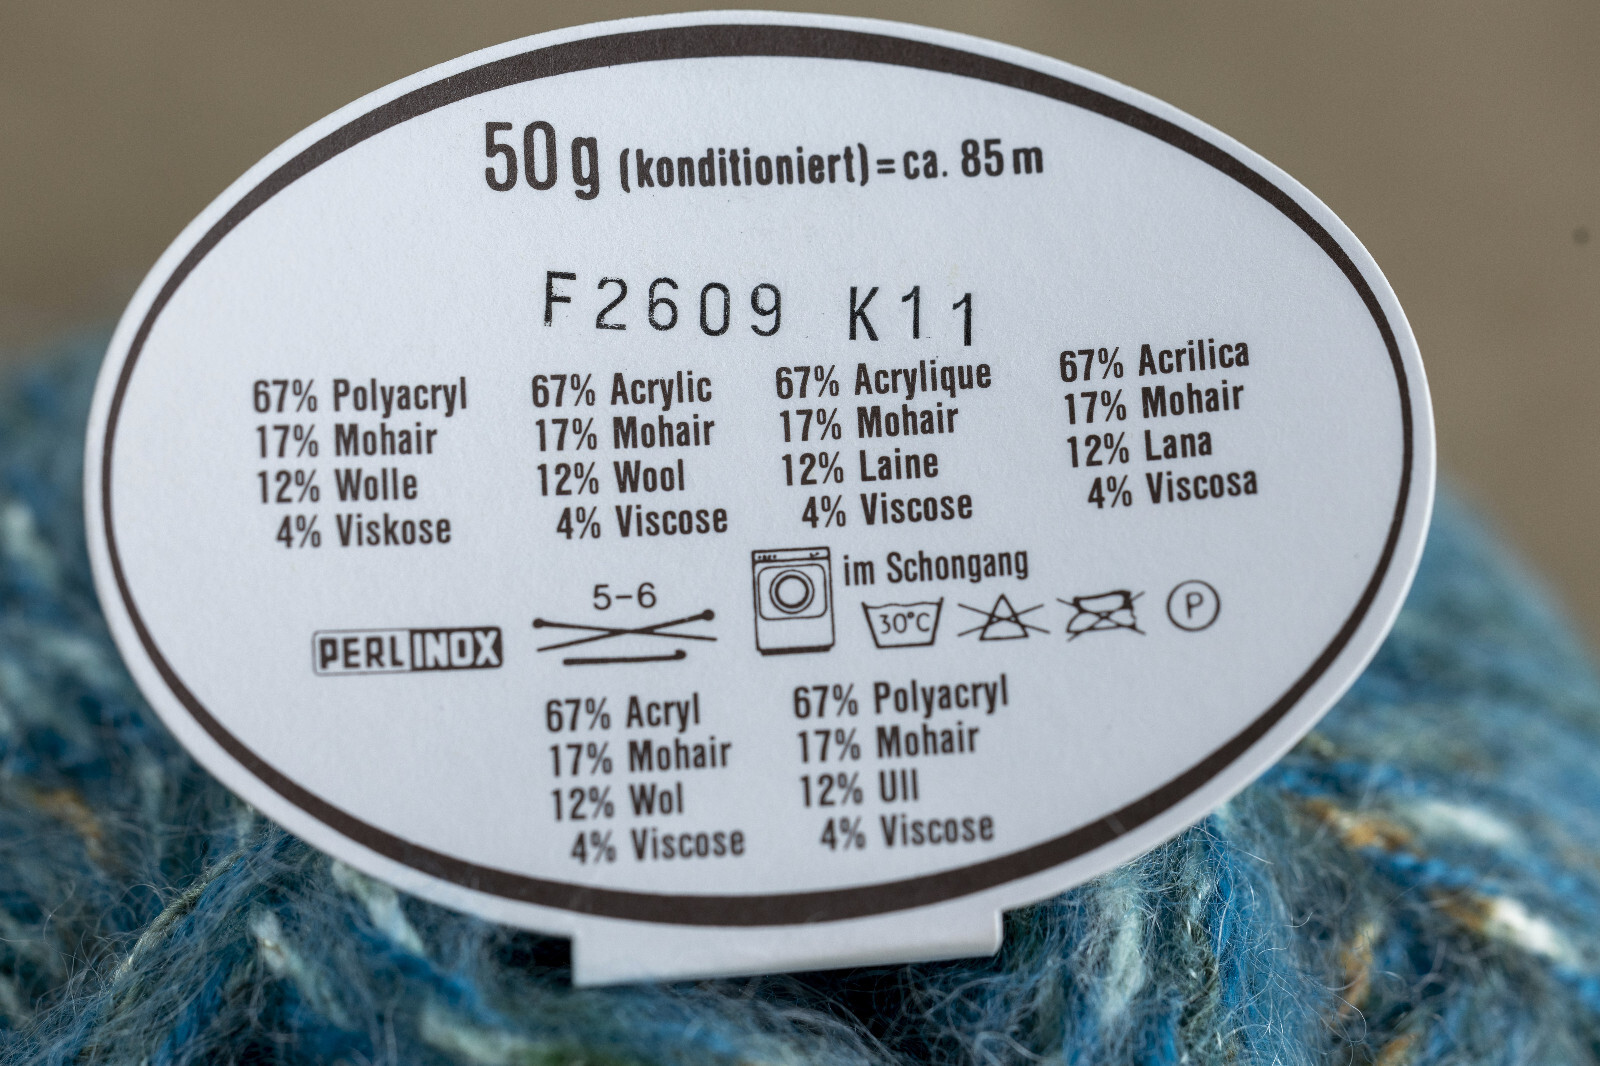 50 g (konditioniert) = ca. 85 m
F2609 K11
67% Polyacryl
17% Mohair
12% Wolle
4% Viskose
67% Acrylic
17% Mohair
12% Wool
4% Viscose
67% Acrylique
17% Mohair
12% Laine
4% Viscose
67% Acrilica
17% Mohair
12% Lana
4% Viscosa
PERL INOX
5-6
im Schongang
30°C
P
67% Acryl
17% Mohair
12% Wol
4% Viscose
67% Polyacryl
17% Mohair
12% Ull
4% Viscose